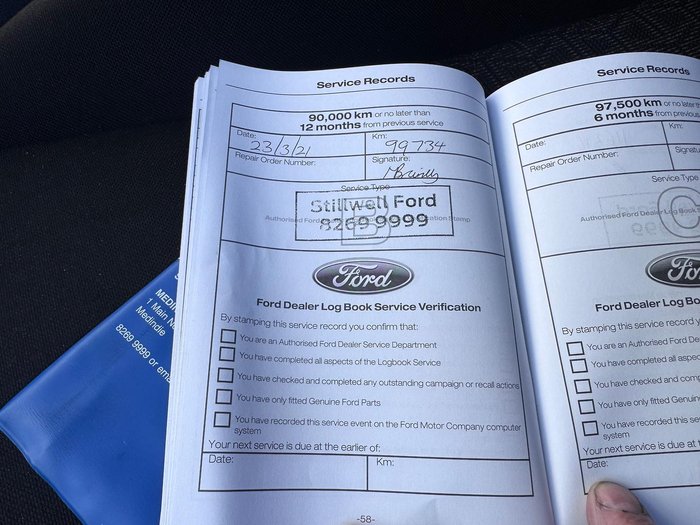 Service Records
90,000 km or no later than
12 months from previous service
Date: 23/3/21
Km: 99734
Repair Order Number:
Signature:
Service Type
Stillwell Ford
8269 9999
B
Ford
Ford Dealer Log Book Service Verification
By stamping this service record you confirm that:
You are an Authorised Ford Dealer Service Department
You have completed all aspects of the Logbook Service
You have checked and completed any outstanding campaign or recall actions
You have only fitted Genuine Ford Parts
You have recorded this service event on the Ford Motor Company computer
system
Your next service is due at the earlier of:
Date:
Km:
-58-
Service Records
97,500 km or no later
6 months from previous
Date:
Km:
Repair Order Number:
Service Type
Authorised Ford Dealer Log
C
Ford
Ford Dealer Log
By stamping this service record
You are an Authorised Ford
You have completed all aspec
You have checked and comp
You have only fitted Genuine
You have recorded this servi
system
Your next service is due at the
Date:
1 Main
Medindie
8269 9999 or